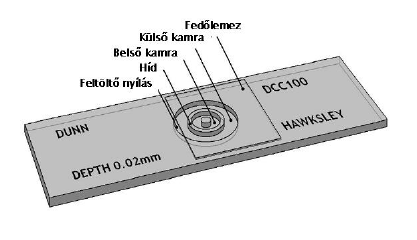 Fedőlemez
Külső kamra
Belső kamra
Híd
Feltöltő nyílás
DUNN
DCC100
DEPTH 0.02mm
HAWKSLEY